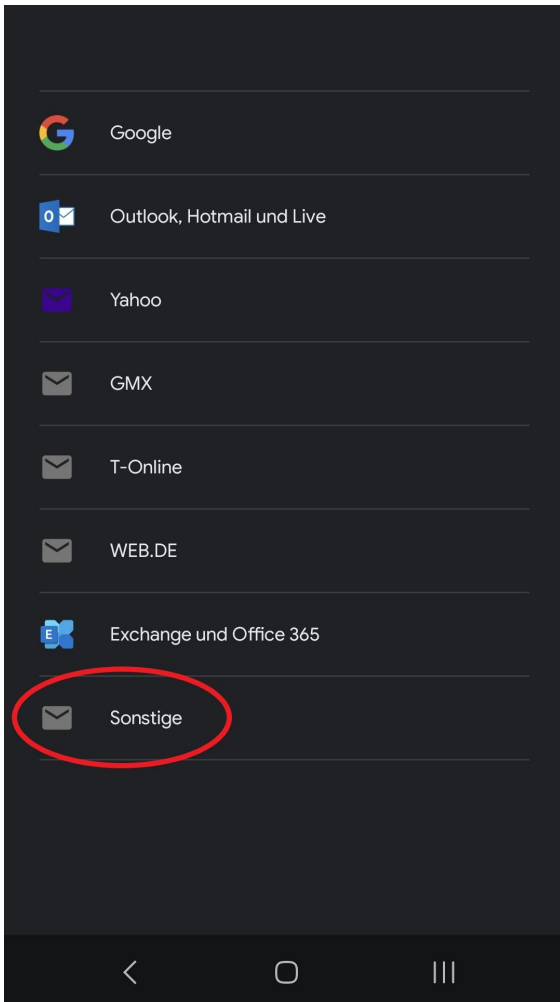 Google
Outlook, Hotmail und Live
Yahoo
GMX
T-Online
WEB.DE
Exchange und Office 365
Sonstige